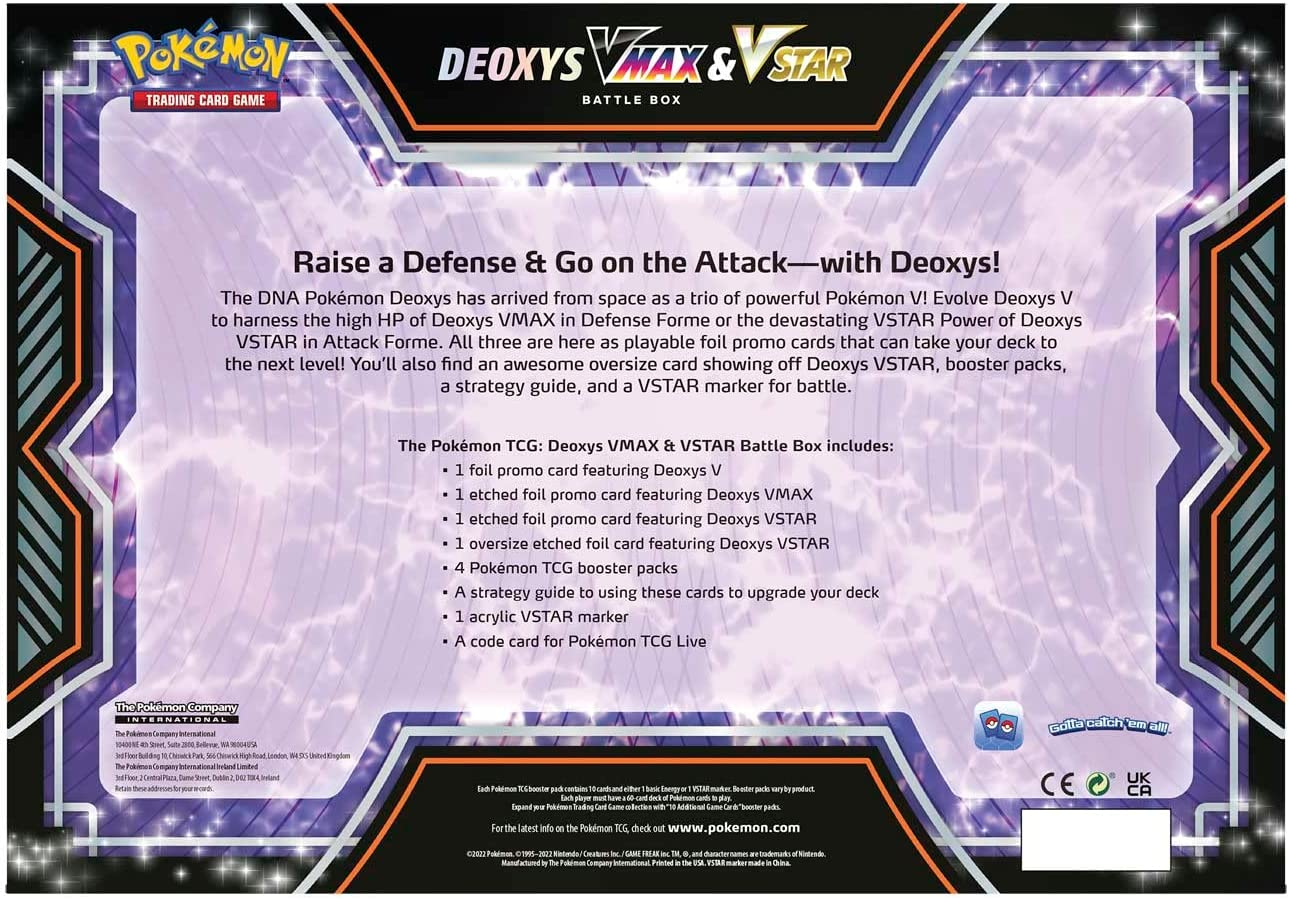 POKéMON
TRADING CARD GAME
DEOXYS VMAX & VSTAR
BATTLE BOX
Raise a Defense & Go on the Attack—with Deoxys!
The DNA Pokémon Deoxys has arrived from space as a trio of powerful Pokémon V! Evolve Deoxys V
to harness the high HP of Deoxys VMAX in Defense Forme or the devastating VSTAR Power of Deoxys
VSTAR in Attack Forme. All three are here as playable foil promo cards that can take your deck to
the next level! You'll also find an awesome oversize card showing off Deoxys VSTAR, booster packs,
a strategy guide, and a VSTAR marker for battle.
The Pokémon TCG: Deoxys VMAX & VSTAR Battle Box includes:
▪ 1 foil promo card featuring Deoxys V
▪ 1 etched foil promo card featuring Deoxys VMAX
▪ 1 etched foil promo card featuring Deoxys VSTAR
▪ 1 oversize etched foil card featuring Deoxys VSTAR
▪ 4 Pokémon TCG booster packs
▪ A strategy guide to using these cards to upgrade your deck
▪ 1 acrylic VSTAR marker
▪ A code card for Pokémon TCG Live
The Pokémon Company
INTERNATIONAL
The Pokémon Company International
10400 NE 4th Street, Suite 2800, Bellevue, WA 98004 USA
3rd Floor Building 10, Chiswick Park, 566 Chiswick High Road, London, W4 5XS United Kingdom
The Pokémon Company International Ireland Limited
3rd Floor, 2 Central Plaza, Dame Street, Dublin 2, D02 T0X4, Ireland
Retain these addresses for your records.
Gotta catch 'em all!
CE UK
CA
Each Pokémon TCG booster pack contains 10 cards and either 1 basic Energy or 1 VSTAR marker. Booster packs vary by product.
Each player must have a 60-card deck of Pokémon cards to play.
Expand your Pokémon Trading Card Game collection with "10 Additional Game Cards" booster packs.
For the latest info on the Pokémon TCG, check out www.pokemon.com
©2022 Pokémon. ©1995–2022 Nintendo / Creatures Inc. / GAME FREAK inc. TM, ®, and character names are trademarks of Nintendo.
Manufactured by The Pokémon Company International. Printed in the USA. VSTAR marker made in China.